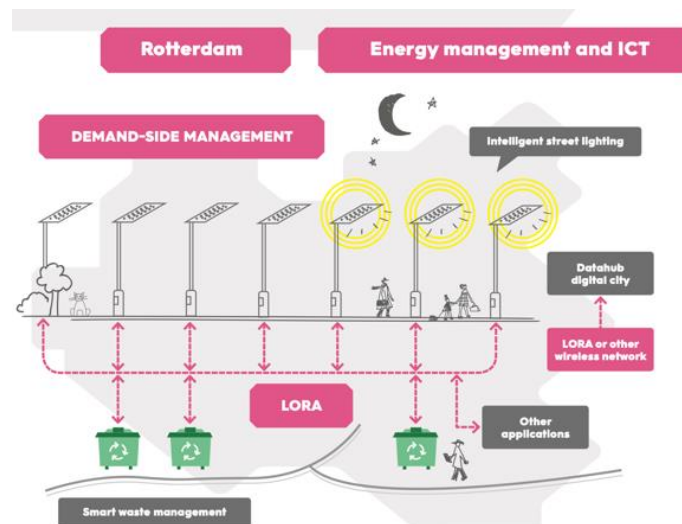 Rotterdam
Energy management and ICT
DEMAND-SIDE MANAGEMENT
Intelligent street lighting
Datahub
digital city
LORA or other
wireless network
LORA
Other
applications
Smart waste management